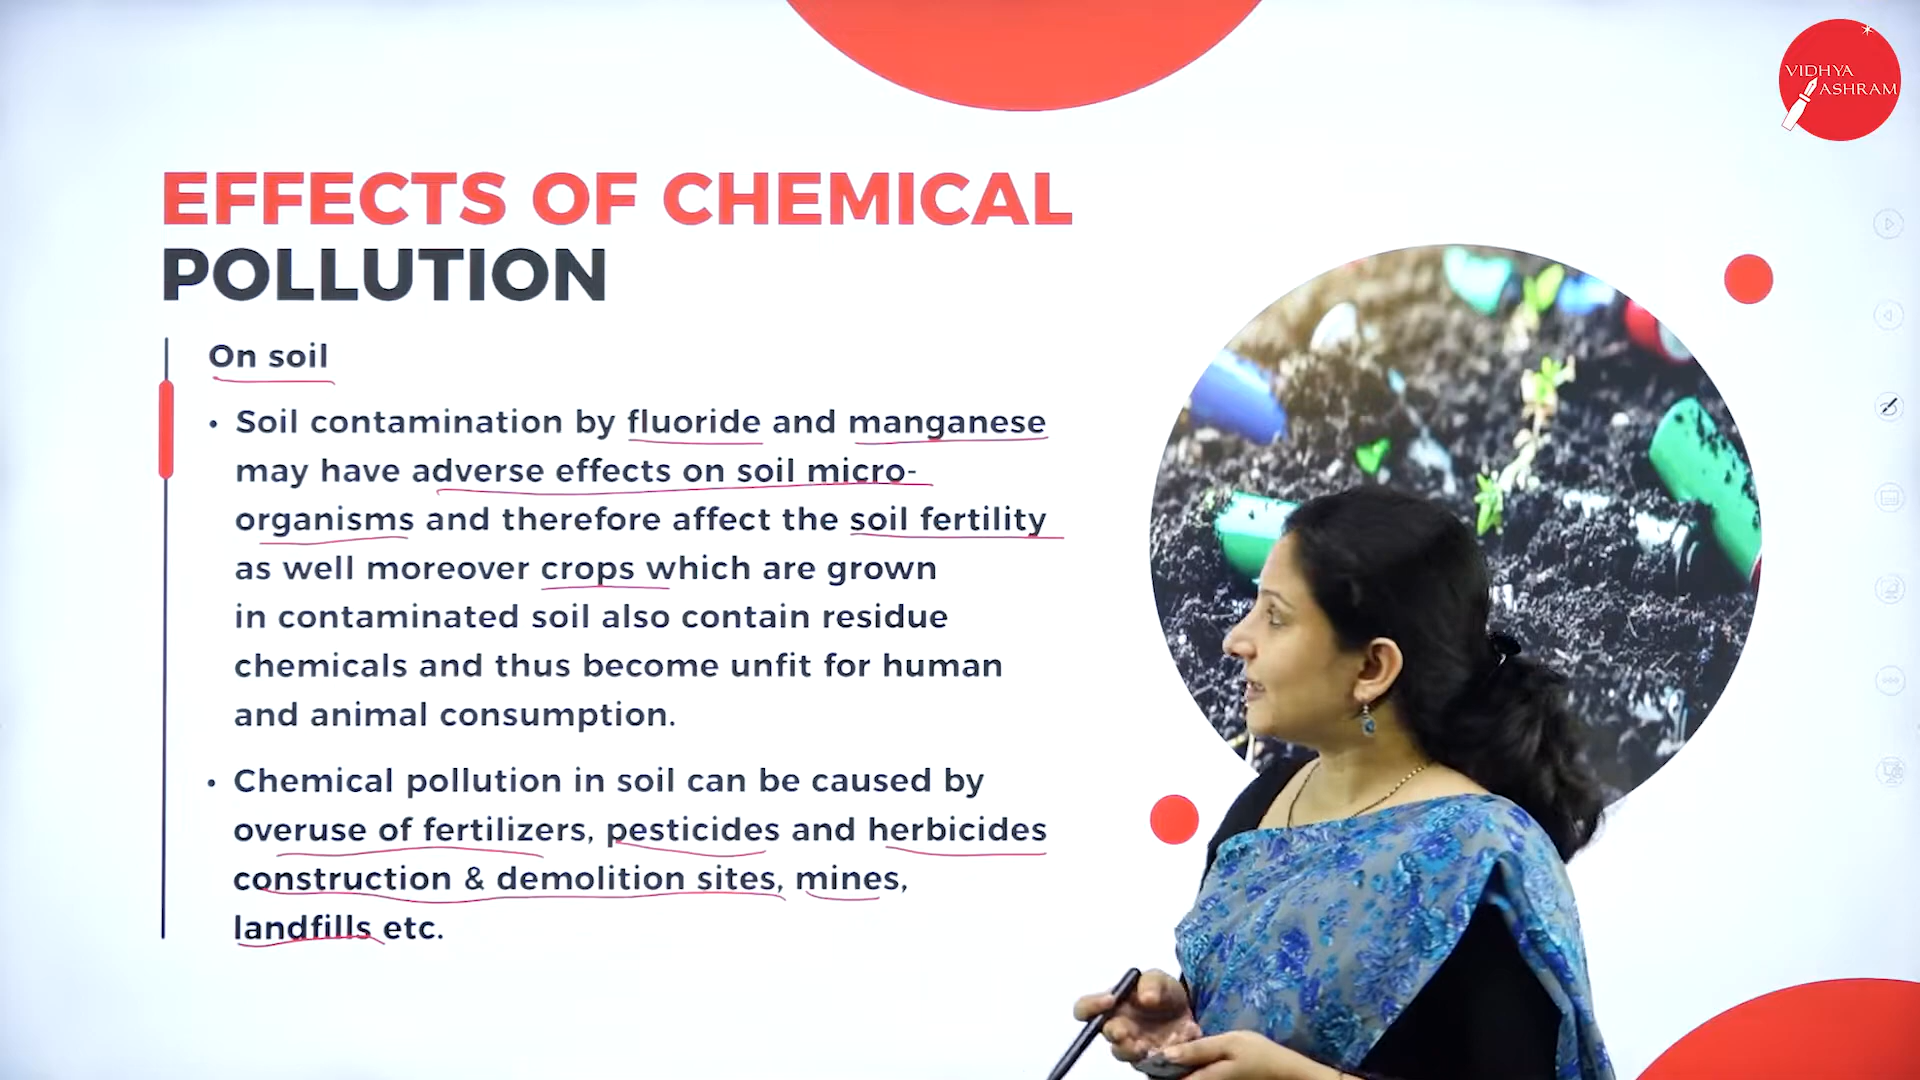 VIDHYA
ASHRAM
EFFECTS OF CHEMICAL
POLLUTION
On soil
• Soil contamination by fluoride and manganese
may have adverse effects on soil micro-
organisms and therefore affect the soil fertility
as well moreover crops which are grown
in contaminated soil also contain residue
chemicals and thus become unfit for human
and animal consumption.
• Chemical pollution in soil can be caused by
overuse of fertilizers, pesticides and herbicides
construction & demolition sites, mines,
landfills etc.